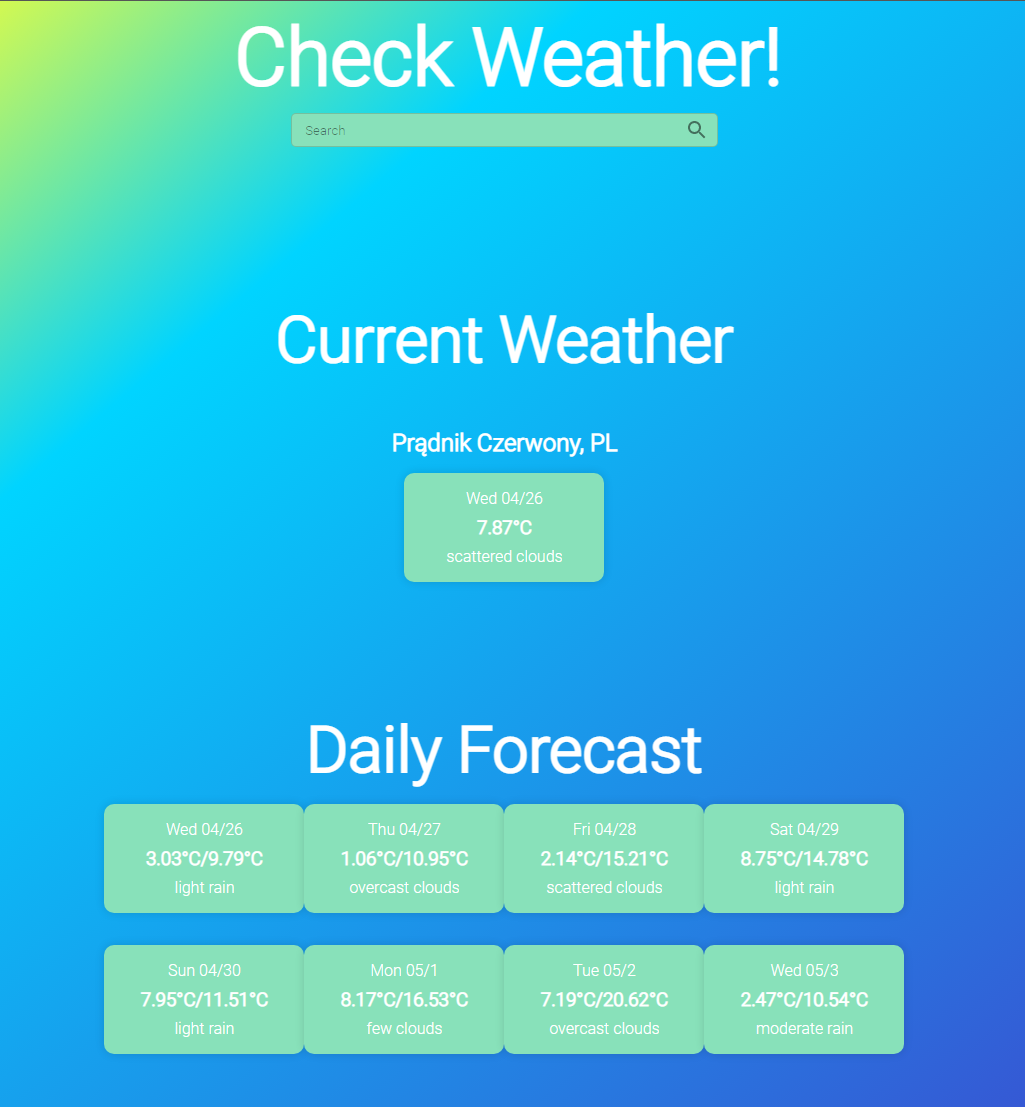 Check Weather!
Search
Current Weather
Prądnik Czerwony, PL
Wed 04/26
7.87°C
scattered clouds
Daily Forecast
Wed 04/26
3.03°C/9.79°C
light rain
Thu 04/27
1.06°C/10.95°C
overcast clouds
Fri 04/28
2.14°C/15.21°C
scattered clouds
Sat 04/29
8.75°C/14.78°C
light rain
Sun 04/30
7.95°C/11.51°C
light rain
Mon 05/1
8.17°C/16.53°C
few clouds
Tue 05/2
7.19°C/20.62°C
overcast clouds
Wed 05/3
2.47°C/10.54°C
moderate rain